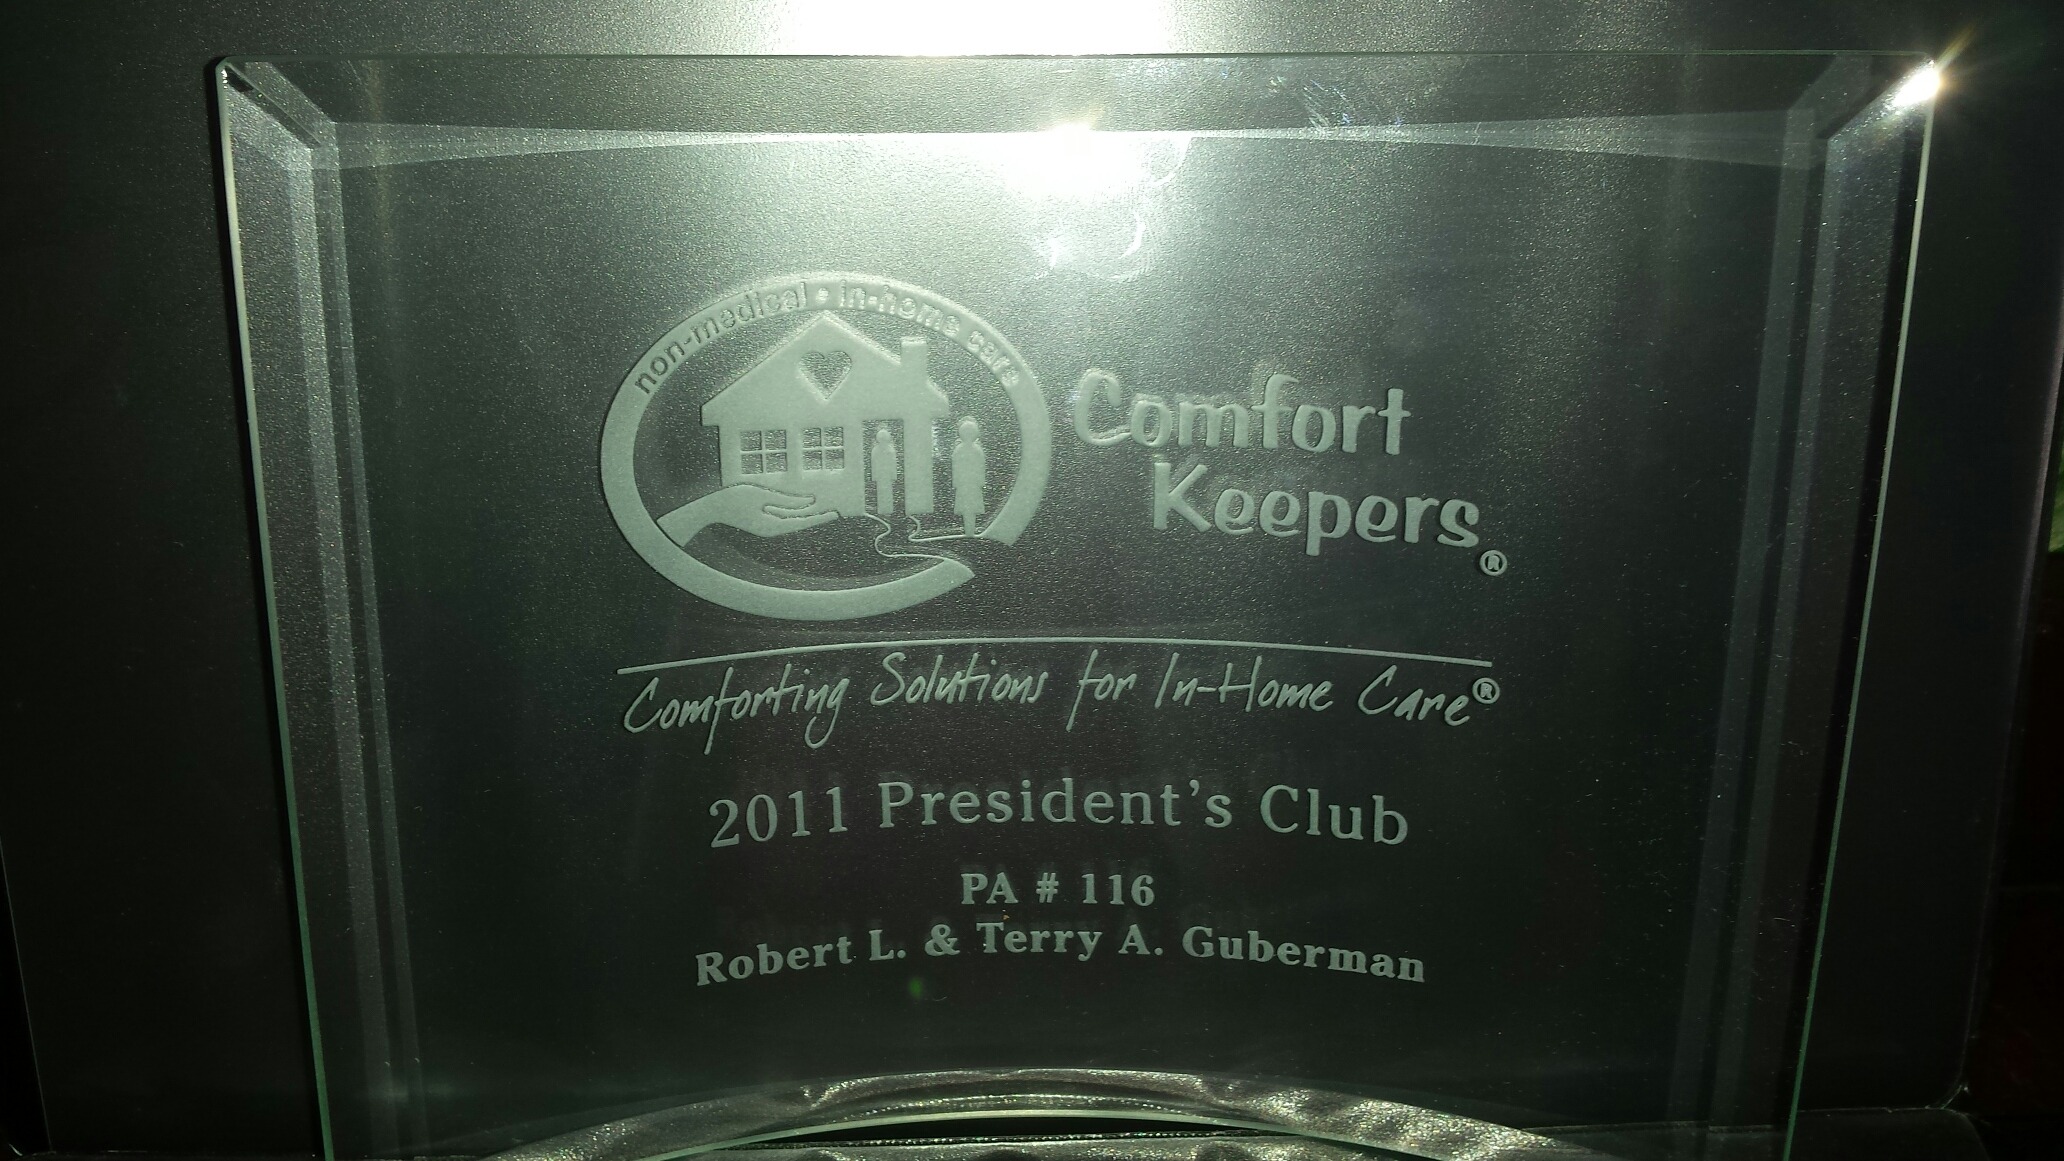 non-medical • in-home care
Comfort
Keepers®
Comforting Solutions for In-Home Care®
2011 President's Club
PA # 116
Robert L. & Terry A. Guberman